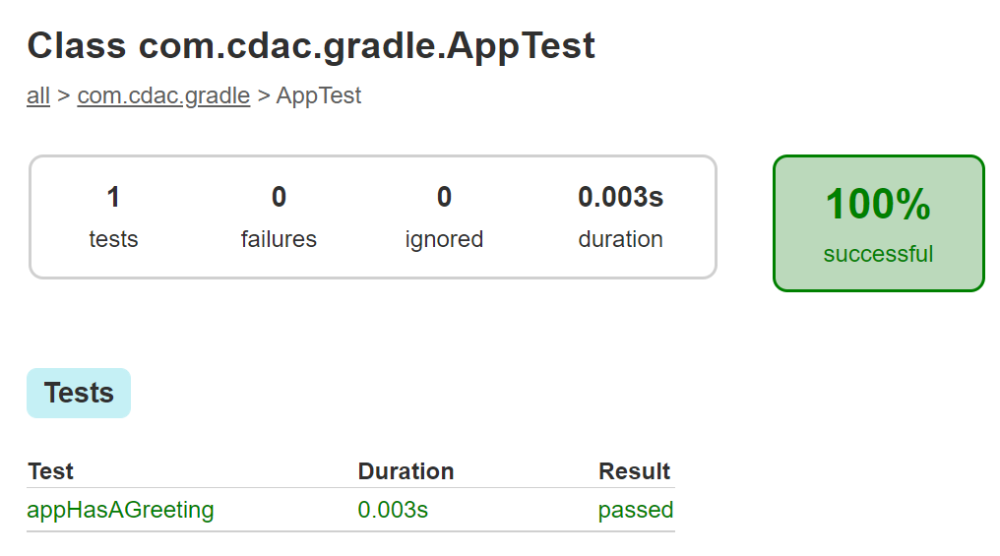 Class com.cdac.gradle.AppTest
all > com.cdac.gradle > AppTest
1 0 0 0.003s
tests failures ignored duration
100%
successful
Tests
Test Duration Result
appHasAGreeting 0.003s passed